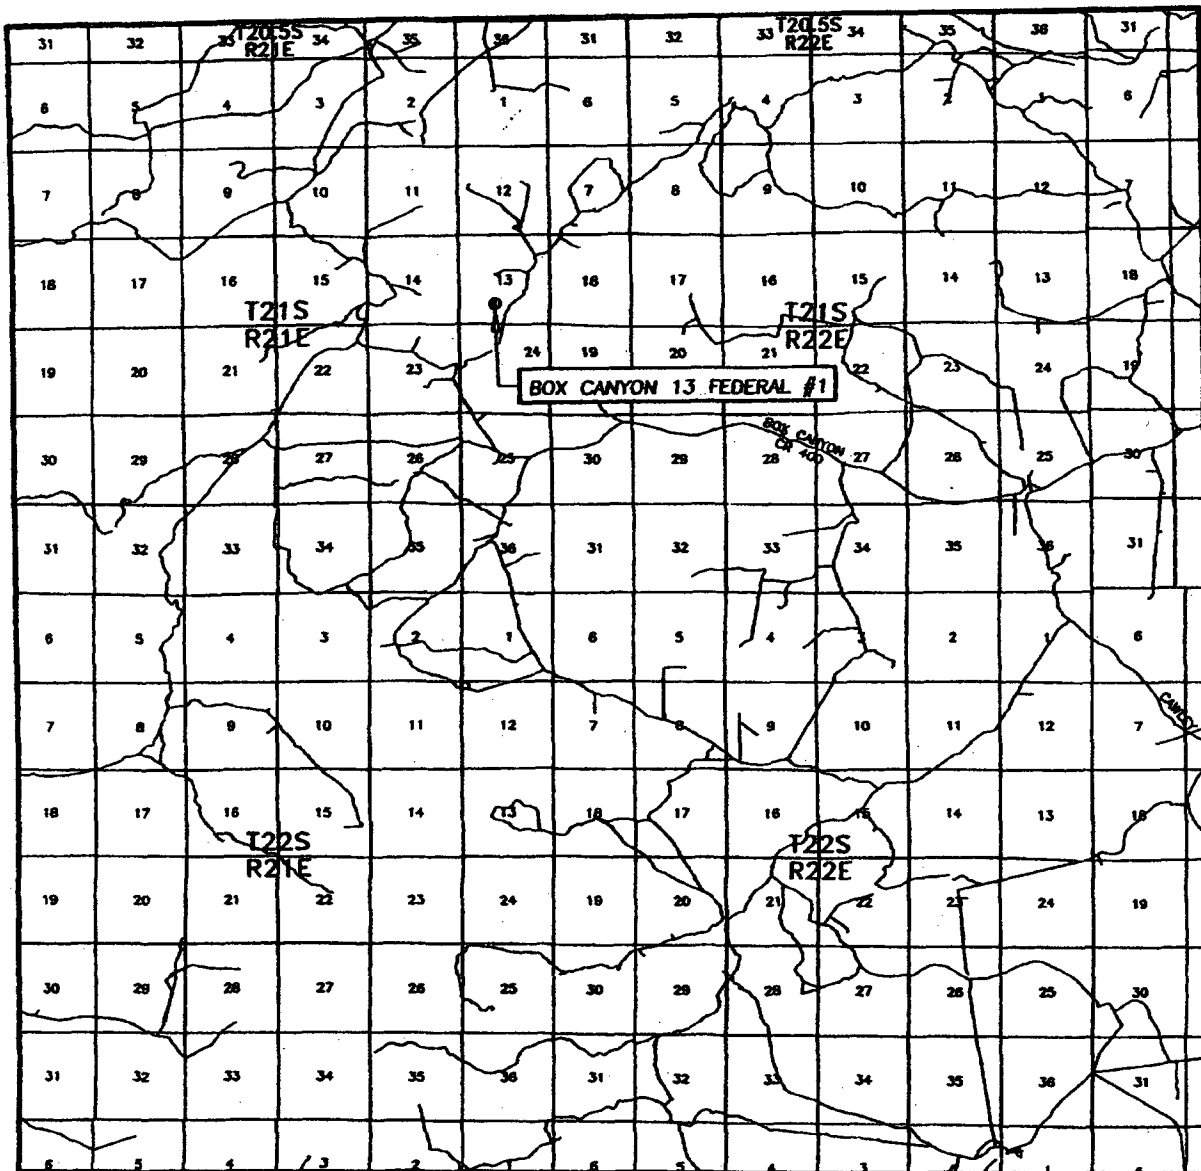 T20.5S T20.5S
31 32 33 34 35 36 31 32 33 34 35 36 31
R21E R22E
6 5 4 3 2 1 6 5 4 3 2 1 6
7 8 9 10 11 12 7 8 9 10 11 12 7
18 17 16 15 14 13 18 17 16 15 14 13 18
T21S T21S
R21E R22E
19 20 21 22 23 24 19 20 21 22 23 24 19
BOX CANYON 13 FEDERAL #1
BOX CANYON
CR 400
30 29 28 27 26 25 30 29 28 27 26 25 30
31 32 33 34 35 36 31 32 33 34 35 36 31
6 5 4 3 2 1 6 5 4 3 2 1 6
7 8 9 10 11 12 7 8 9 10 11 12 7
18 17 16 15 14 13 18 17 16 15 14 13 18
T22S T22S
R21E R22E
19 20 21 22 23 24 19 20 21 22 23 24 19
30 29 28 27 26 25 30 29 28 27 26 25 30
31 32 33 34 35 36 31 32 33 34 35 36 31
6 5 4 3 2 6 5 4 3